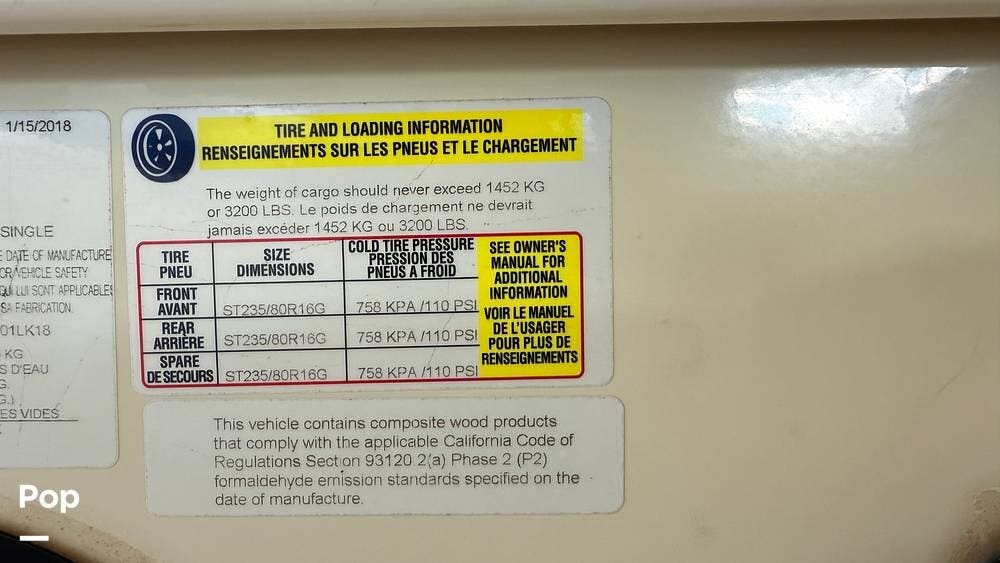 1/15/2018
SINGLE
DATE OF MANUFACTURE
VEHICLE SAFETY
QUI LUI SONT APPLICABLES
SA FABRICATION.
01LK18
KG
S D'EAU
G.
G.)
ES VIDES
TIRE AND LOADING INFORMATION
RENSEIGNEMENTS SUR LES PNEUS ET LE CHARGEMENT
The weight of cargo should never exceed 1452 KG
or 3200 LBS. Le poids de chargement ne devrait
jamais excéder 1452 KG ou 3200 LBS.
TIRE
PNEU
SIZE
DIMENSIONS
COLD TIRE PRESSURE
PRESSION DES
PNEUS A FROID
FRONT
AVANT
ST235/80R16G
758 KPA /110 PSI
REAR
ARRIÈRE
ST235/80R16G
758 KPA /110 PSI
SPARE
DE SECOURS
ST235/80R16G
758 KPA /110 PSI
SEE OWNER'S
MANUAL FOR
ADDITIONAL
INFORMATION
VOIR LE MANUEL
DE L'USAGER
POUR PLUS DE
RENSEIGNEMENTS
This vehicle contains composite wood products
that comply with the applicable California Code of
Regulations Section 93120.2(a) Phase 2 (P2)
formaldehyde emission standards specified on the
date of manufacture.
Pop